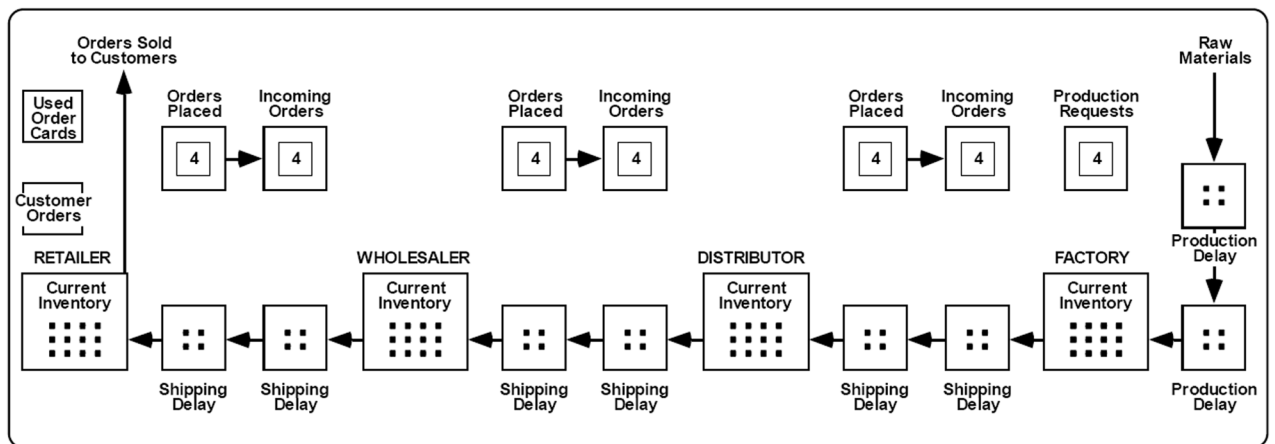 Orders Sold
to Customers
Raw
Materials
Used
Order
Cards
Orders
Placed
Incoming
Orders
Orders
Placed
Incoming
Orders
Orders
Placed
Incoming
Orders
Production
Requests
4
4
4
4
4
4
4
Customer
Orders
Production
Delay
RETAILER
WHOLESALER
DISTRIBUTOR
FACTORY
Current
Inventory
Current
Inventory
Current
Inventory
Current
Inventory
Shipping
Delay
Shipping
Delay
Shipping
Delay
Shipping
Delay
Shipping
Delay
Shipping
Delay
Production
Delay